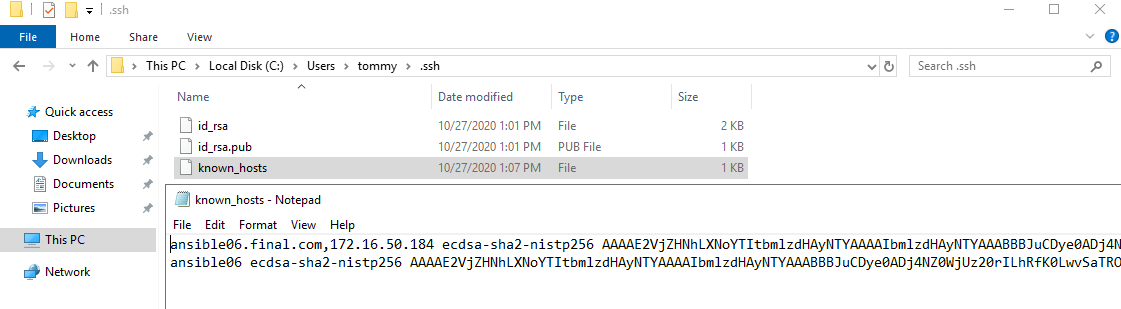 .ssh
File Home Share View
This PC Local Disk (C:) Users tommy .ssh
Search .ssh
Name Date modified Type Size
Quick access
Desktop
Downloads
Documents
Pictures
This PC
Network
id_rsa 10/27/2020 1:01 PM File 2 KB
id_rsa.pub 10/27/2020 1:01 PM PUB File 1 KB
known_hosts 10/27/2020 1:07 PM File 1 KB
known_hosts - Notepad
File Edit Format View Help
ansible06.final.com,172.16.50.184 ecdsa-sha2-nistp256 AAAAE2VjZHNhLXNoYTItbmlzdHAyNTYAAAAIbmlzdHAyNTYAAABBBJuCDye0ADj4N
ansible06 ecdsa-sha2-nistp256 AAAAE2VjZHNhLXNoYTItbmlzdHAyNTYAAAAIbmlzdHAyNTYAAABBBJuCDye0ADj4NZ0WjUz20rILhRfK0LwvSaTRO